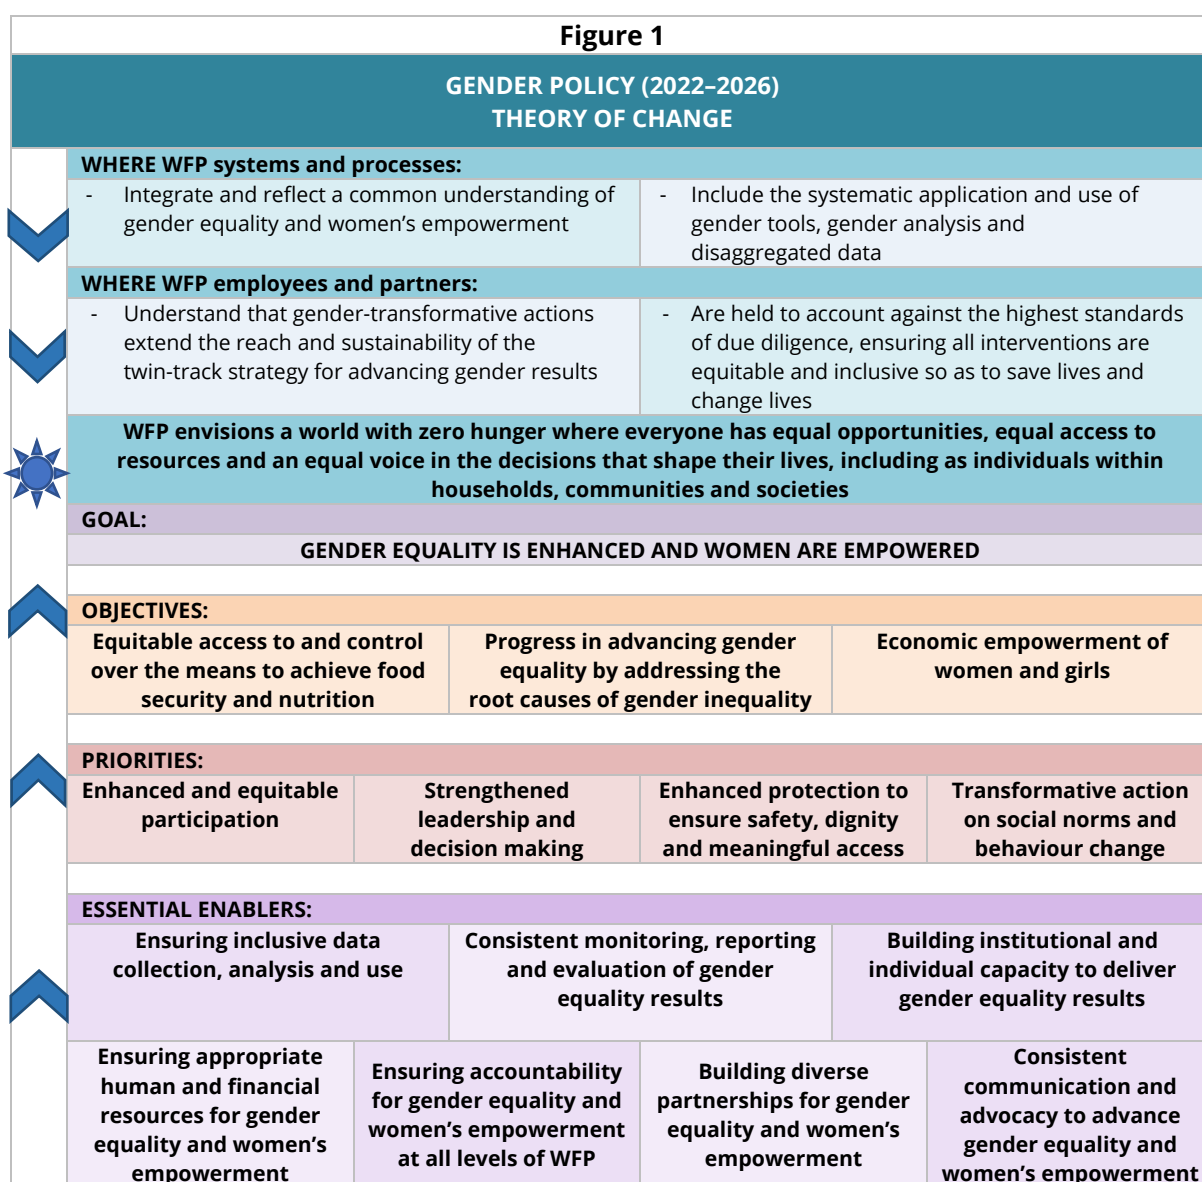 Figure 1
GENDER POLICY (2022–2026)
THEORY OF CHANGE
WHERE WFP systems and processes:
- Integrate and reflect a common understanding of
gender equality and women’s empowerment
- Include the systematic application and use of
gender tools, gender analysis and
disaggregated data
WHERE WFP employees and partners:
- Understand that gender-transformative actions
extend the reach and sustainability of the
twin-track strategy for advancing gender results
- Are held to account against the highest standards
of due diligence, ensuring all interventions are
equitable and inclusive so as to save lives and
change lives
WFP envisions a world with zero hunger where everyone has equal opportunities, equal access to
resources and an equal voice in the decisions that shape their lives, including as individuals within
households, communities and societies
GOAL:
GENDER EQUALITY IS ENHANCED AND WOMEN ARE EMPOWERED
OBJECTIVES:
Equitable access to and control
over the means to achieve food
security and nutrition
Progress in advancing gender
equality by addressing the
root causes of gender inequality
Economic empowerment of
women and girls
PRIORITIES:
Enhanced and equitable
participation
Strengthened
leadership and
decision making
Enhanced protection to
ensure safety, dignity
and meaningful access
Transformative action
on social norms and
behaviour change
ESSENTIAL ENABLERS:
Ensuring inclusive data
collection, analysis and use
Consistent monitoring, reporting
and evaluation of gender
equality results
Building institutional and
individual capacity to deliver
gender equality results
Ensuring appropriate
human and financial
resources for gender
equality and women’s
empowerment
Ensuring accountability
for gender equality and
women’s empowerment
at all levels of WFP
Building diverse
partnerships for gender
equality and women’s
empowerment
Consistent
communication and
advocacy to advance
gender equality and
women’s empowerment